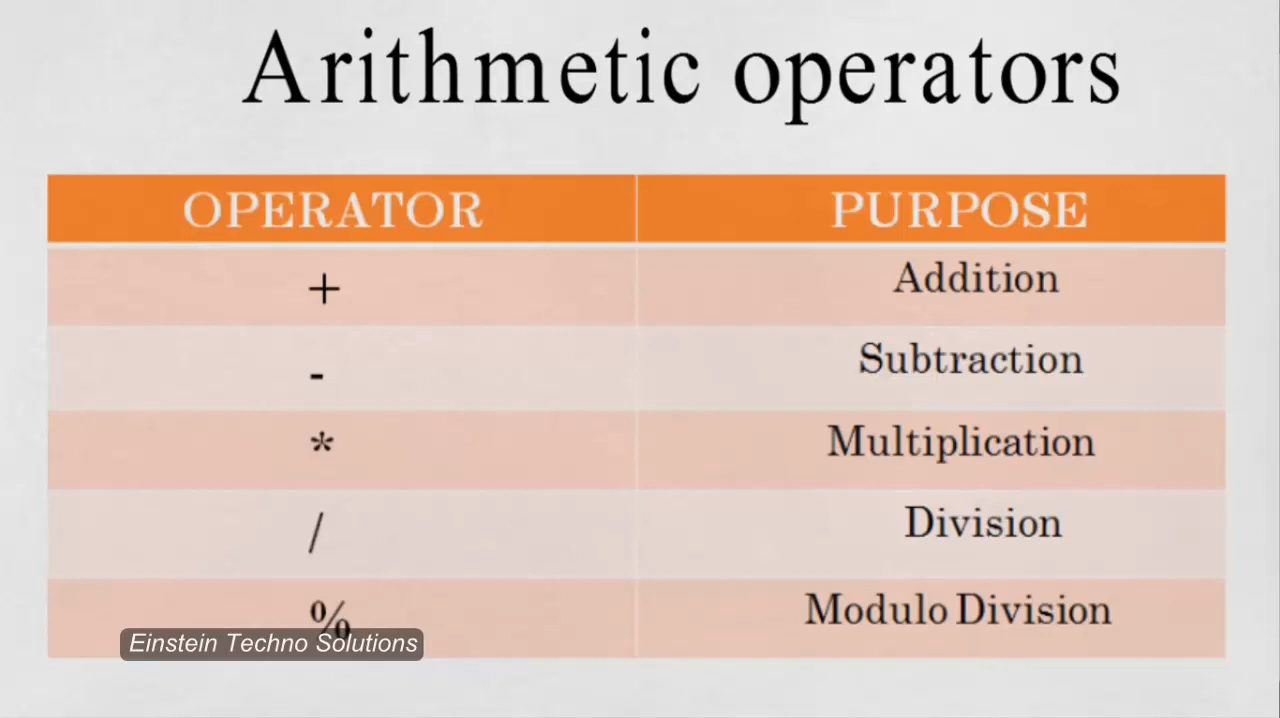 Arithmetic operators
OPERATOR PURPOSE
+ Addition
- Subtraction
* Multiplication
/ Division
% Modulo Division
Einstein Techno Solutions